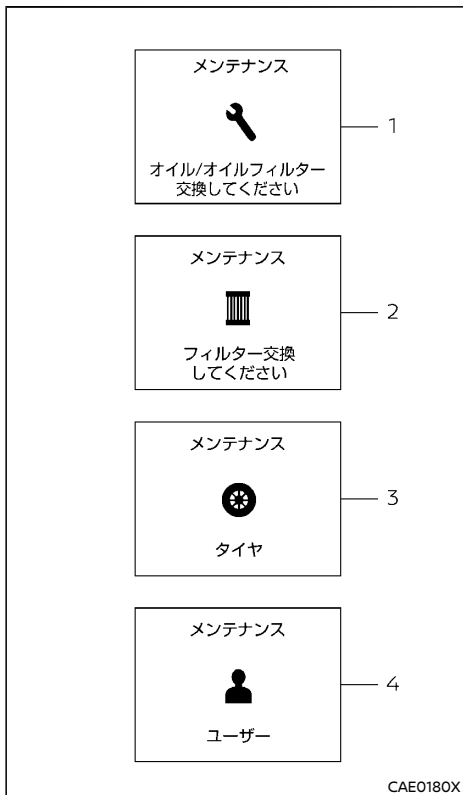 メンテナンス
オイル/オイルフィルター
交換してください
1
メンテナンス
フィルター交換
してください
2
メンテナンス
タイヤ
3
メンテナンス
ユーザー
4
CAE0180X